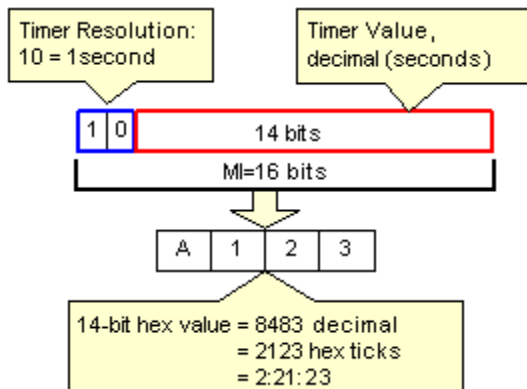 Timer Resolution:
10 = 1second
Timer Value,
decimal (seconds)
1 0 14 bits
MI=16 bits
A 1 2 3
14-bit hex value = 8483 decimal
= 2123 hex ticks
= 2:21:23